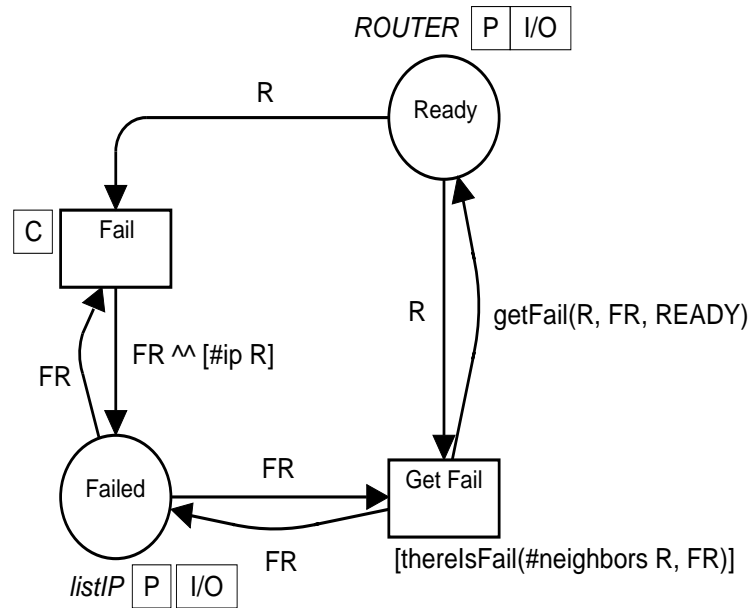 ROUTER P I/O
R
Ready
C
Fail
R
getFail(R, FR, READY)
FR ^^ [#ip R]
FR
Failed
FR
Get Fail
FR
[thereIsFail(#neighbors R, FR)]
listIP P I/O